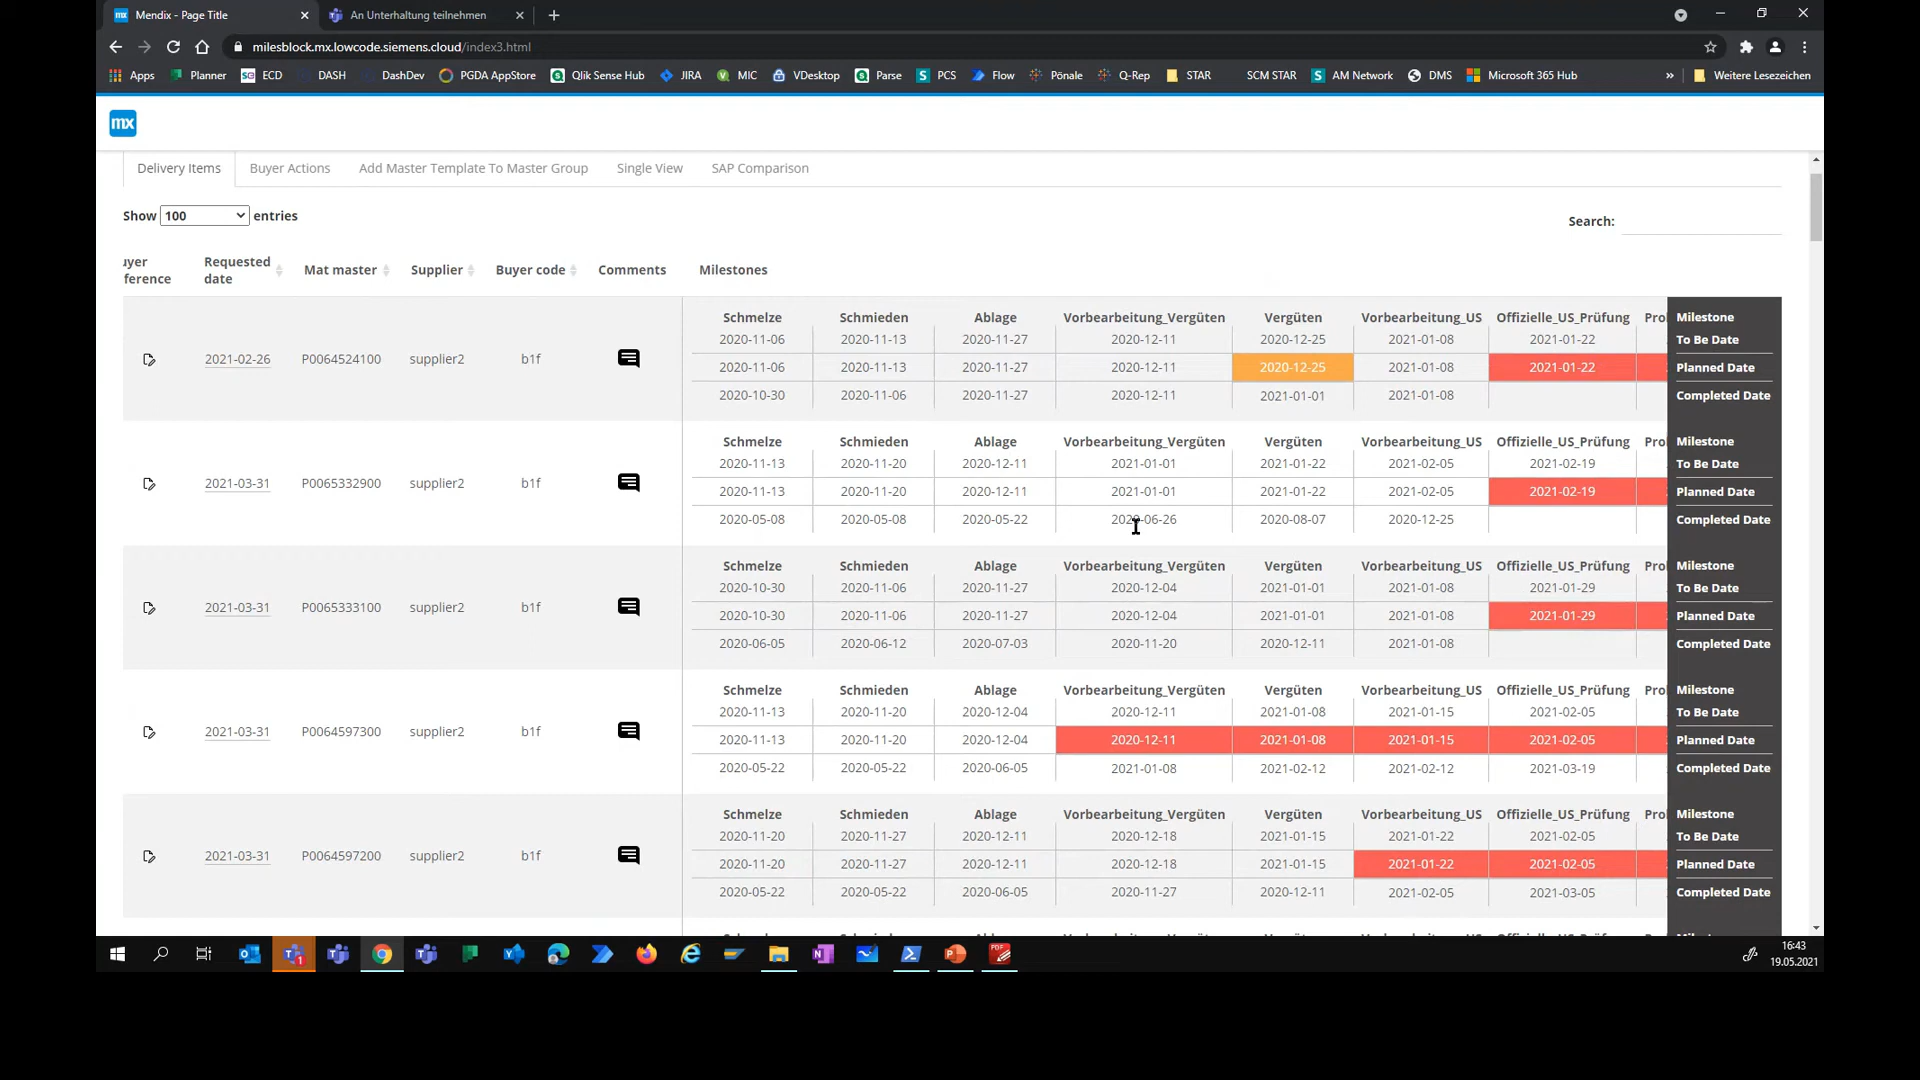 Mendix - Page Title
An Unterhaltung teilnehmen
milesblock.mx.lowcode.siemens.cloud/index3.html
Apps Planner ECD DASH DashDev PGDA AppStore Qlik Sense Hub JIRA MIC VDesktop Parse PCS Flow Pönale Q-Rep STAR SCM STAR AM Network DMS Microsoft 365 Hub » Weitere Lesezeichen
mx
Delivery Items Buyer Actions Add Master Template To Master Group Single View SAP Comparison
Show 100 entries
Search:
Requested date Mat master Supplier Buyer code Comments Milestones
Schmelze Schmieden Ablage Vorbearbeitung_Vergüten Vergüten Vorbearbeitung_US Offizielle_US_Prüfung Milestone
2020-11-06 2020-11-13 2020-11-27 2020-12-11 2020-12-25 2021-01-08 2021-01-22 To Be Date
2021-02-26 P0064524100 supplier2 b1f
2020-11-06 2020-11-13 2020-11-27 2020-12-11 2020-12-25 2021-01-08 2021-01-22 Planned Date
2020-10-30 2020-11-06 2020-11-27 2020-12-11 2021-01-01 2021-01-08 Completed Date
Schmelze Schmieden Ablage Vorbearbeitung_Vergüten Vergüten Vorbearbeitung_US Offizielle_US_Prüfung Milestone
2020-11-13 2020-11-20 2020-12-11 2021-01-01 2021-01-22 2021-02-05 2021-02-19 To Be Date
2021-03-31 P0065332900 supplier2 b1f
2020-11-13 2020-11-20 2020-12-11 2021-01-01 2021-01-22 2021-02-05 2021-02-19 Planned Date
2020-05-08 2020-05-08 2020-05-22 2020-06-26 2020-08-07 2020-12-25 Completed Date
Schmelze Schmieden Ablage Vorbearbeitung_Vergüten Vergüten Vorbearbeitung_US Offizielle_US_Prüfung Milestone
2020-10-30 2020-11-06 2020-11-27 2020-12-04 2021-01-01 2021-01-08 2021-01-29 To Be Date
2021-03-31 P0065333100 supplier2 b1f
2020-10-30 2020-11-06 2020-11-27 2020-12-04 2021-01-01 2021-01-08 2021-01-29 Planned Date
2020-06-05 2020-06-12 2020-07-03 2020-11-20 2020-12-11 2021-01-08 Completed Date
Schmelze Schmieden Ablage Vorbearbeitung_Vergüten Vergüten Vorbearbeitung_US Offizielle_US_Prüfung Milestone
2020-11-13 2020-11-20 2020-12-04 2020-12-11 2021-01-08 2021-01-15 2021-02-05 To Be Date
2021-03-31 P0064597300 supplier2 b1f
2020-11-13 2020-11-20 2020-12-04 2020-12-11 2021-01-08 2021-01-15 2021-02-05 Planned Date
2020-05-22 2020-05-22 2020-06-05 2021-01-08 2021-02-12 2021-02-12 2021-03-19 Completed Date
Schmelze Schmieden Ablage Vorbearbeitung_Vergüten Vergüten Vorbearbeitung_US Offizielle_US_Prüfung Milestone
2020-11-20 2020-11-27 2020-12-11 2020-12-18 2021-01-15 2021-01-22 2021-02-05 To Be Date
2021-03-31 P0064597200 supplier2 b1f
2020-11-20 2020-11-27 2020-12-11 2020-12-18 2021-01-15 2021-01-22 2021-02-05 Planned Date
2020-05-22 2020-05-22 2020-06-05 2020-11-27 2020-12-11 2021-02-05 2021-03-05 Completed Date
16:43
19.05.2021